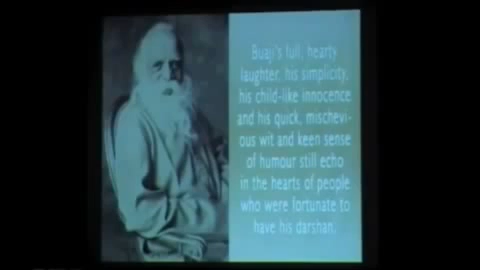 Buaji's full, hearty
laughter, his simplicity,
his child-like innocence
and his quick, mischevi-
ous wit and keen sense
of humour still echo
in the hearts of people
who were fortunate to
have his darshan.